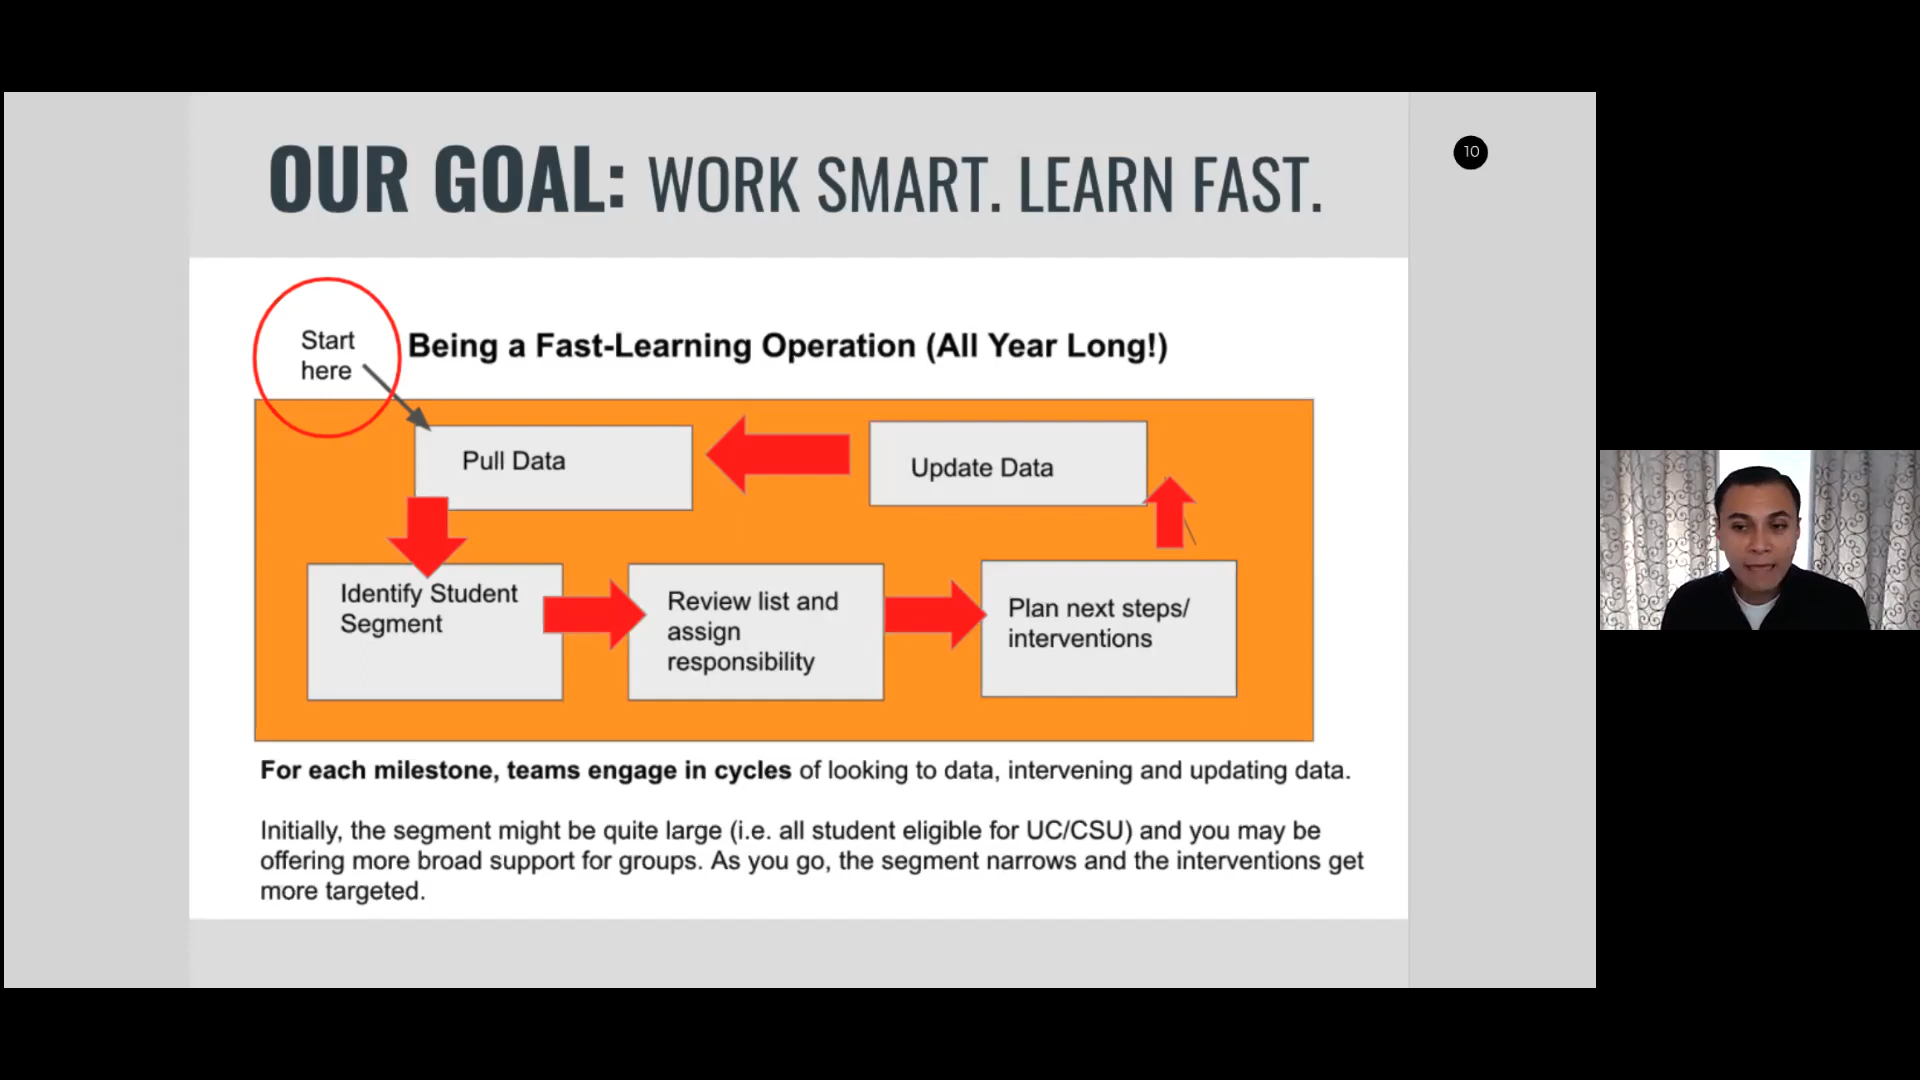 OUR GOAL: WORK SMART. LEARN FAST.
10
Start
here
Being a Fast-Learning Operation (All Year Long!)
Pull Data
Update Data
Identify Student
Segment
Review list and
assign
responsibility
Plan next steps/
interventions
For each milestone, teams engage in cycles of looking to data, intervening and updating data.
Initially, the segment might be quite large (i.e. all student eligible for UC/CSU) and you may be
offering more broad support for groups. As you go, the segment narrows and the interventions get
more targeted.